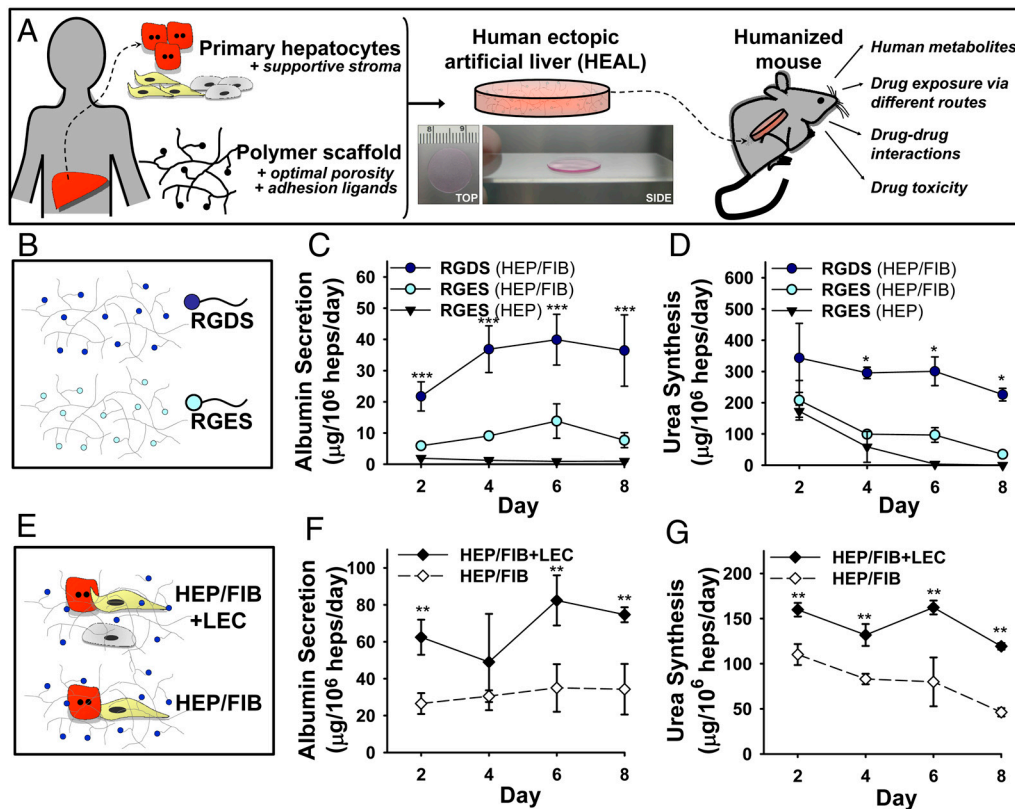 A
Primary hepatocytes
+ supportive stroma
Polymer scaffold
+ optimal porosity
+ adhesion ligands
Human ectopic
artificial liver (HEAL)
8 9
TOP
SIDE
Humanized
mouse
Human metabolites
Drug exposure via
different routes
Drug-drug
interactions
Drug toxicity
B
RGDS
RGES
C
RGDS (HEP/FIB)
RGES (HEP/FIB)
RGES (HEP)
Albumin Secretion
(μg/10⁶ heps/day)
60
50
40
30
20
10
0
***
***
***
***
2 4 6 8
Day
D
RGDS (HEP/FIB)
RGES (HEP/FIB)
RGES (HEP)
Urea Synthesis
(μg/10⁶ heps/day)
600
500
400
300
200
100
0
*
*
*
2 4 6 8
Day
E
HEP/FIB
+LEC
HEP/FIB
F
HEP/FIB+LEC
HEP/FIB
Albumin Secretion
(μg/10⁶ heps/day)
100
80
60
40
20
0
**
**
**
2 4 6 8
Day
G
HEP/FIB+LEC
HEP/FIB
Urea Synthesis
(μg/10⁶ heps/day)
200
150
100
50
0
**
**
**
**
2 4 6 8
Day